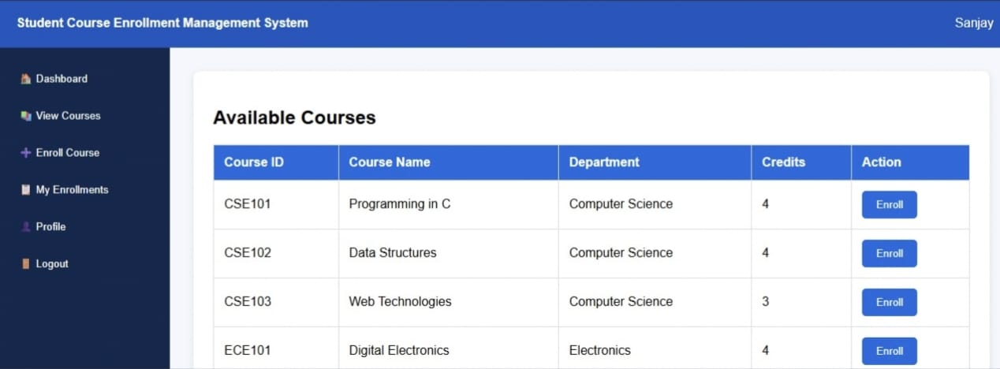 Student Course Enrollment Management System
Sanjay
Dashboard
View Courses
Enroll Course
My Enrollments
Profile
Logout
Available Courses
Course ID Course Name Department Credits Action
CSE101 Programming in C Computer Science 4 Enroll
CSE102 Data Structures Computer Science 4 Enroll
CSE103 Web Technologies Computer Science 3 Enroll
ECE101 Digital Electronics Electronics 4 Enroll